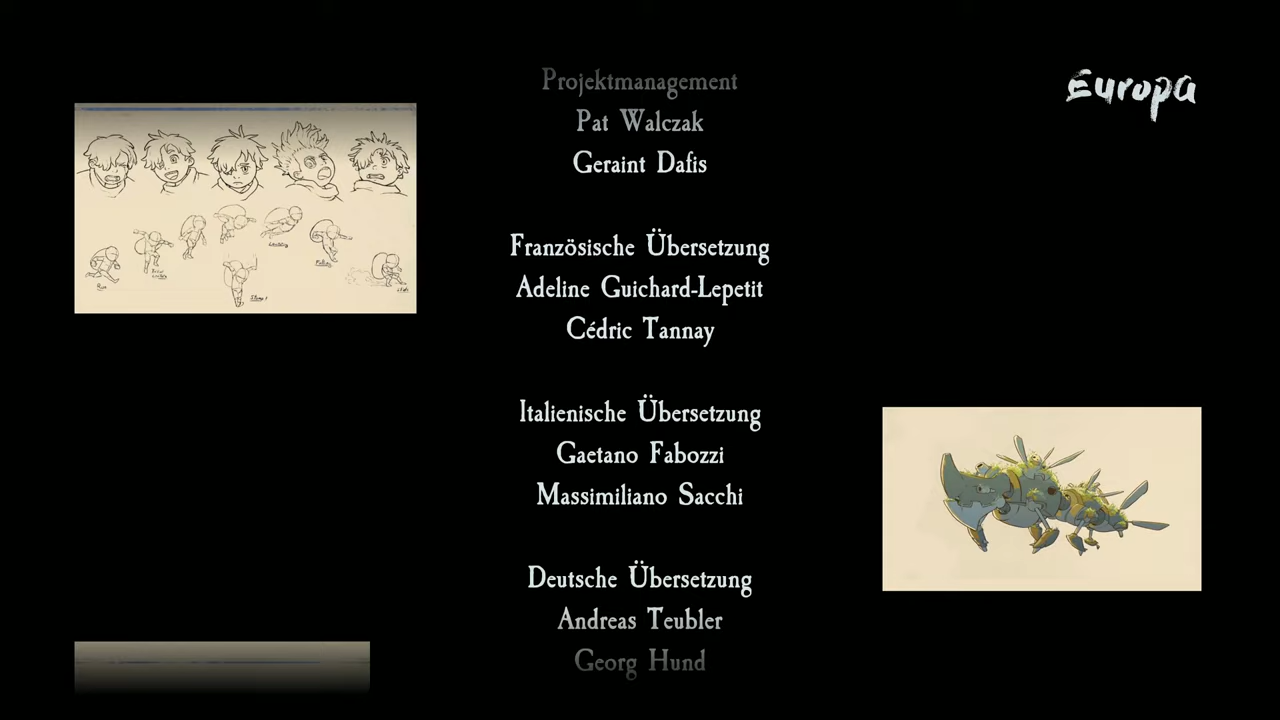 Europa
Projektmanagement
Pat Walczak
Geraint Dafis
Französische Übersetzung
Adeline Guichard-Lepetit
Cédric Tannay
Italienische Übersetzung
Gaetano Fabozzi
Massimiliano Sacchi
Deutsche Übersetzung
Andreas Teubler
Georg Hund